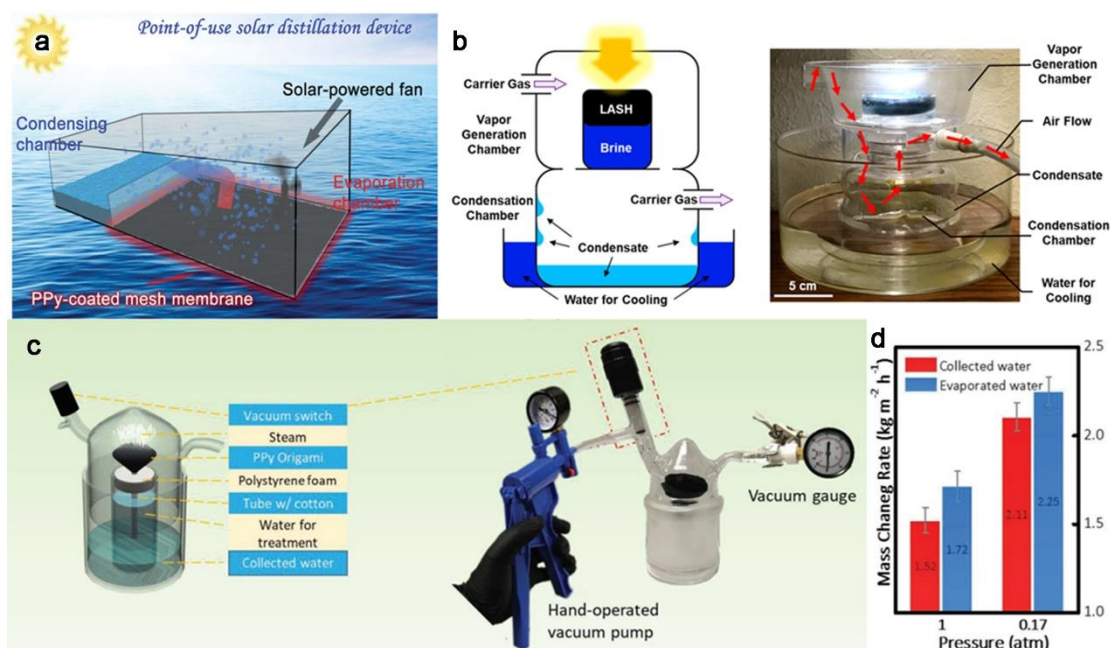 a
Point-of-use solar distillation device
Solar-powered fan
Condensing
chamber
Evaporation
chamber
PPy-coated mesh membrane
b
Carrier Gas
LASH
Vapor
Generation
Chamber
Brine
Condensation
Chamber
Carrier Gas
Condensate
Water for Cooling
Vapor
Generation
Chamber
Air Flow
Condensate
Condensation
Chamber
Water for
Cooling
5 cm
c
Vacuum switch
Steam
PPy Origami
Polystyrene foam
Tube w/ cotton
Water for
treatment
Collected water
Hand-operated
vacuum pump
Vacuum gauge
d
Mass Chaneg Rate (kg m⁻² h⁻¹)
Collected water
Evaporated water
2.5
2.0
1.5
1.0
1.52
1.72
2.11
2.25
1
0.17
Pressure (atm)